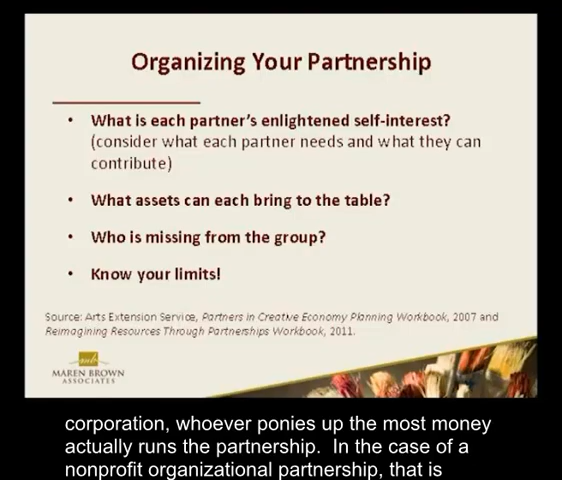 Organizing Your Partnership
• What is each partner's enlightened self-interest?
(consider what each partner needs and what they can
contribute)
• What assets can each bring to the table?
• Who is missing from the group?
• Know your limits!
Source: Arts Extension Service, Partners in Creative Economy Planning Workbook, 2007 and
Reimagining Resources Through Partnerships Workbook, 2011.
mb
MAREN BROWN
ASSOCIATES
corporation, whoever ponies up the most money
actually runs the partnership.  In the case of a
nonprofit organizational partnership, that is